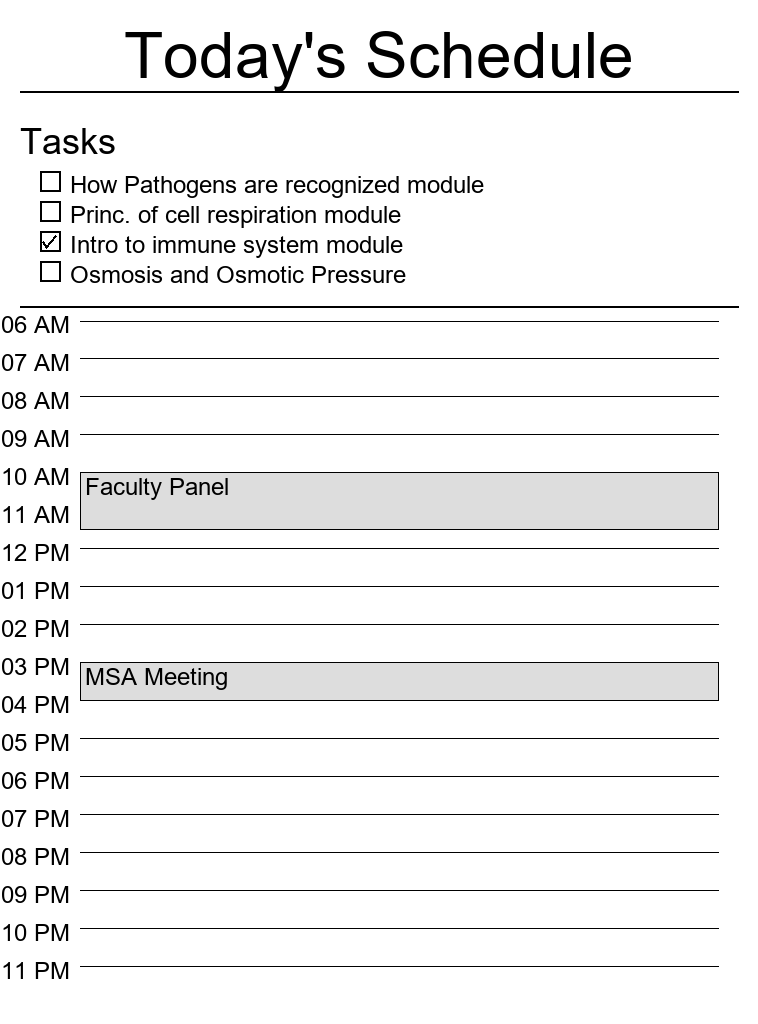 Today's Schedule
Tasks
How Pathogens are recognized module
Princ. of cell respiration module
Intro to immune system module
Osmosis and Osmotic Pressure
06 AM
07 AM
08 AM
09 AM
10 AM
Faculty Panel
11 AM
12 PM
01 PM
02 PM
03 PM
MSA Meeting
04 PM
05 PM
06 PM
07 PM
08 PM
09 PM
10 PM
11 PM